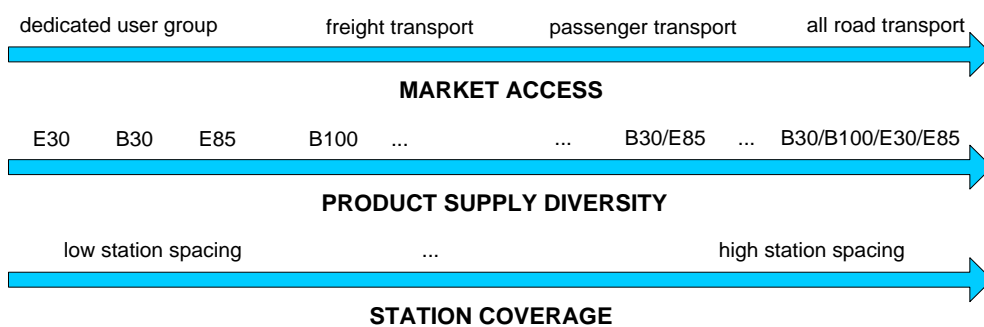 dedicated user group freight transport passenger transport all road transport
MARKET ACCESS
E30 B30 E85 B100 ... ... B30/E85 ... B30/B100/E30/E85
PRODUCT SUPPLY DIVERSITY
low station spacing ... high station spacing
STATION COVERAGE